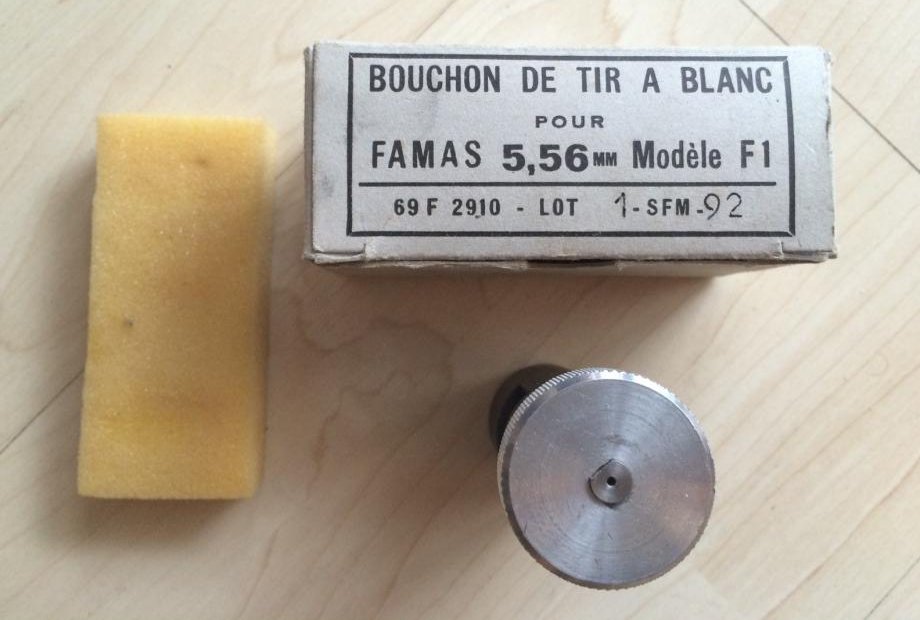 BOUCHON DE TIR A BLANC
POUR
FAMAS 5,56 MM Modèle F1
69 F 2910 - LOT 1-SFM-92